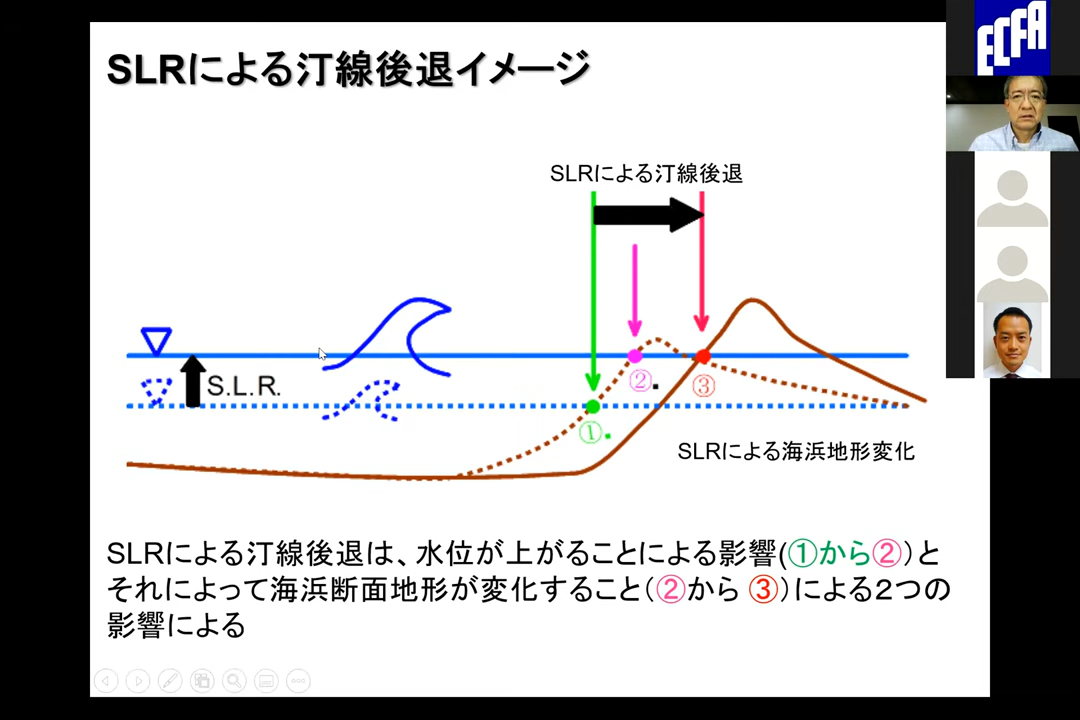 SLRによる汀線後退イメージ
ECFA
SLRによる汀線後退
S.L.R.
②.
③
①.
SLRによる海浜地形変化
SLRによる汀線後退は、水位が上がることによる影響(①から②)と
それによって海浜断面地形が変化すること(②から ③)による2つの
影響による